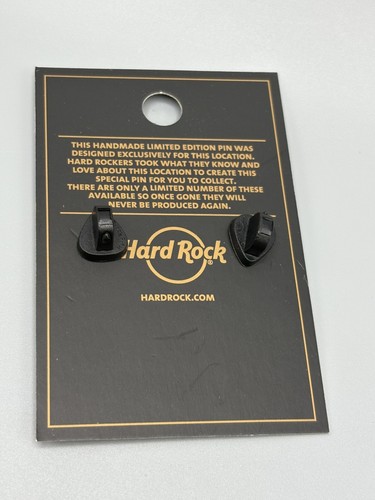 THIS HANDMADE LIMITED EDITION PIN WAS
DESIGNED EXCLUSIVELY FOR THIS LOCATION.
HARD ROCKERS TOOK WHAT THEY KNOW AND
LOVE ABOUT THIS LOCATION TO CREATE THIS
SPECIAL PIN FOR YOU TO COLLECT.
THERE ARE ONLY A LIMITED NUMBER OF THESE
AVAILABLE SO ONCE GONE THEY WILL
NEVER BE PRODUCED AGAIN.
Hard Rock®
HARDROCK.COM